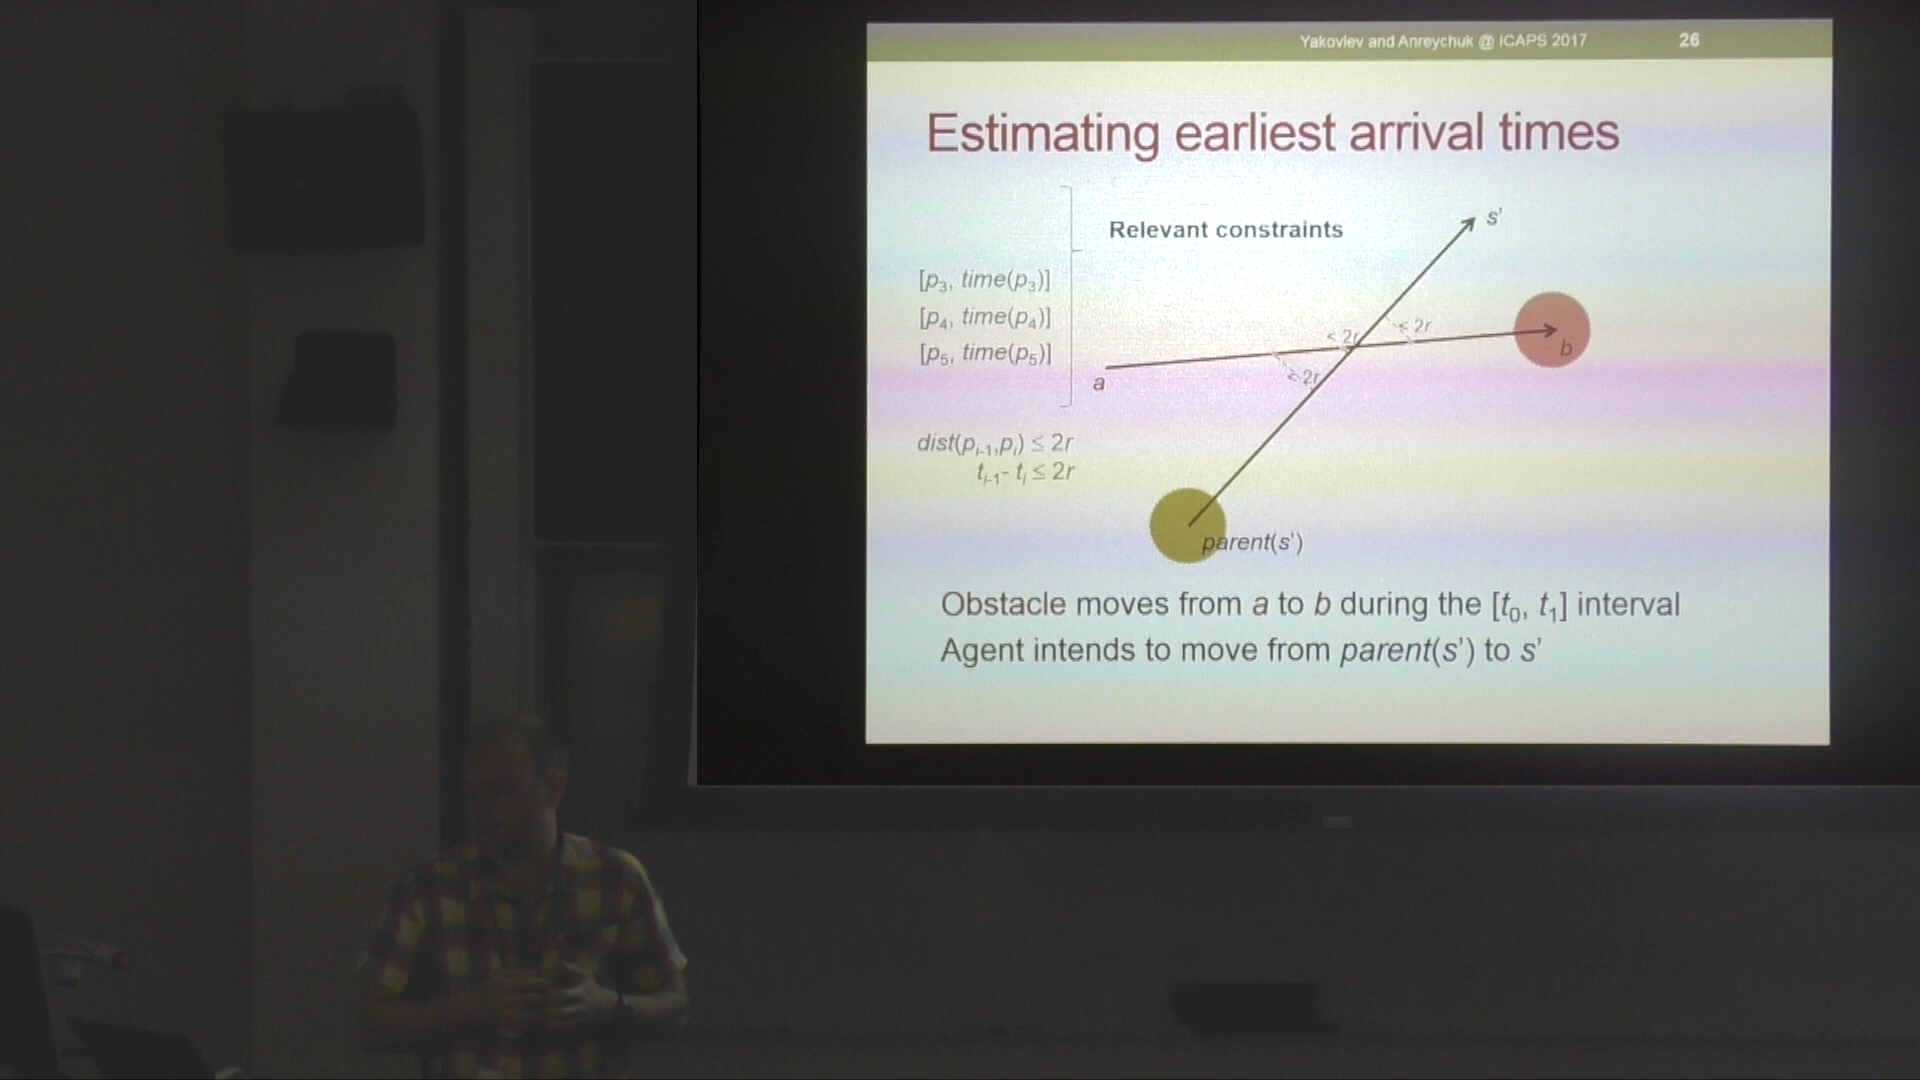 Yakovlev and Anreychuk @ ICAPS 2017 26
Estimating earliest arrival times
Relevant constraints
s'
[p3, time(p3)]
[p4, time(p4)]
[p5, time(p5)]
< 2r
< 2r
< 2r
a
b
dist(pi-1,pi) ≤ 2r
ti-1- ti ≤ 2r
parent(s')
Obstacle moves from a to b during the [t0, t1] interval
Agent intends to move from parent(s') to s'